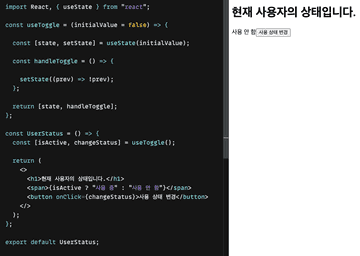 import React, { useState } from "react";
const useToggle = (initialValue = false) => {
const [state, setState] = useState(initialValue);
const handleToggle = () => {
setState((prev) => !prev);
};
return [state, handleToggle];
};
const UserStatus = () => {
const [isActive, changeStatus] = useToggle();
return (
<>
<h1>현재 사용자의 상태입니다.</h1>
<span>{isActive ? "사용 중" : "사용 안 함"}</span>
<button onClick={changeStatus}>사용 상태 변경</button>
</>
);
};
export default UserStatus;
현재 사용자의 상태입니다.
사용 안 함 사용 상태 변경